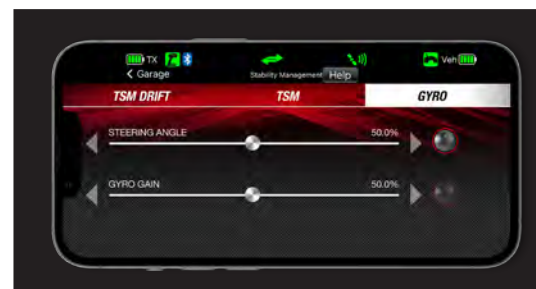 TX
Veh
< Garage
Stability Management
Help
TSM DRIFT
TSM
GYRO
STEERING ANGLE
50.0%
GYRO GAIN
50.0%